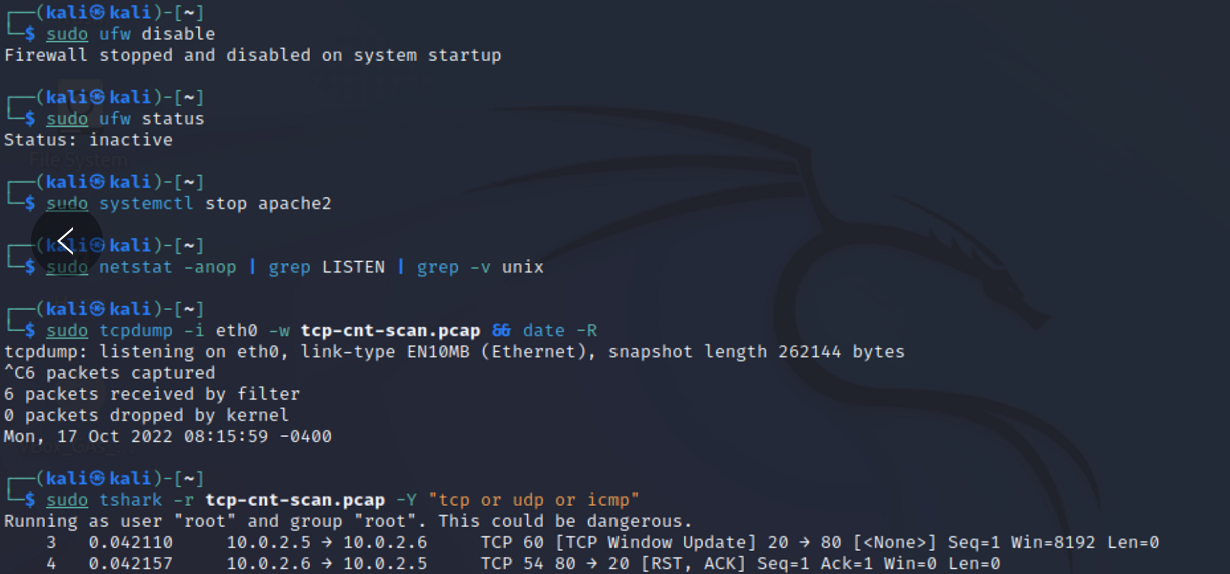 ┌──(kali㉿kali)-[~]
└─$ sudo ufw disable
Firewall stopped and disabled on system startup
┌──(kali㉿kali)-[~]
└─$ sudo ufw status
Status: inactive
File System
┌──(kali㉿kali)-[~]
└─$ sudo systemctl stop apache2
┌──(kali㉿kali)-[~]
└─$ sudo netstat -anop | grep LISTEN | grep -v unix
┌──(kali㉿kali)-[~]
└─$ sudo tcpdump -i eth0 -w tcp-cnt-scan.pcap && date -R
tcpdump: listening on eth0, link-type EN10MB (Ethernet), snapshot length 262144 bytes
^C6 packets captured
6 packets received by filter
0 packets dropped by kernel
Mon, 17 Oct 2022 08:15:59 -0400
┌──(kali㉿kali)-[~]
└─$ sudo tshark -r tcp-cnt-scan.pcap -Y "tcp or udp or icmp"
Running as user "root" and group "root". This could be dangerous.
3 0.042110 10.0.2.5 → 10.0.2.6 TCP 60 [TCP Window Update] 20 → 80 [<None>] Seq=1 Win=8192 Len=0
4 0.042157 10.0.2.6 → 10.0.2.5 TCP 54 80 → 20 [RST, ACK] Seq=1 Ack=1 Win=0 Len=0